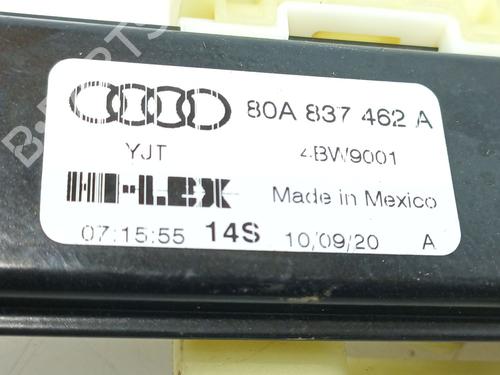 80A 837 462 A
YJT 4BW9001
HI-LEX Made in Mexico
07:15:55 14S 10/09/20 A